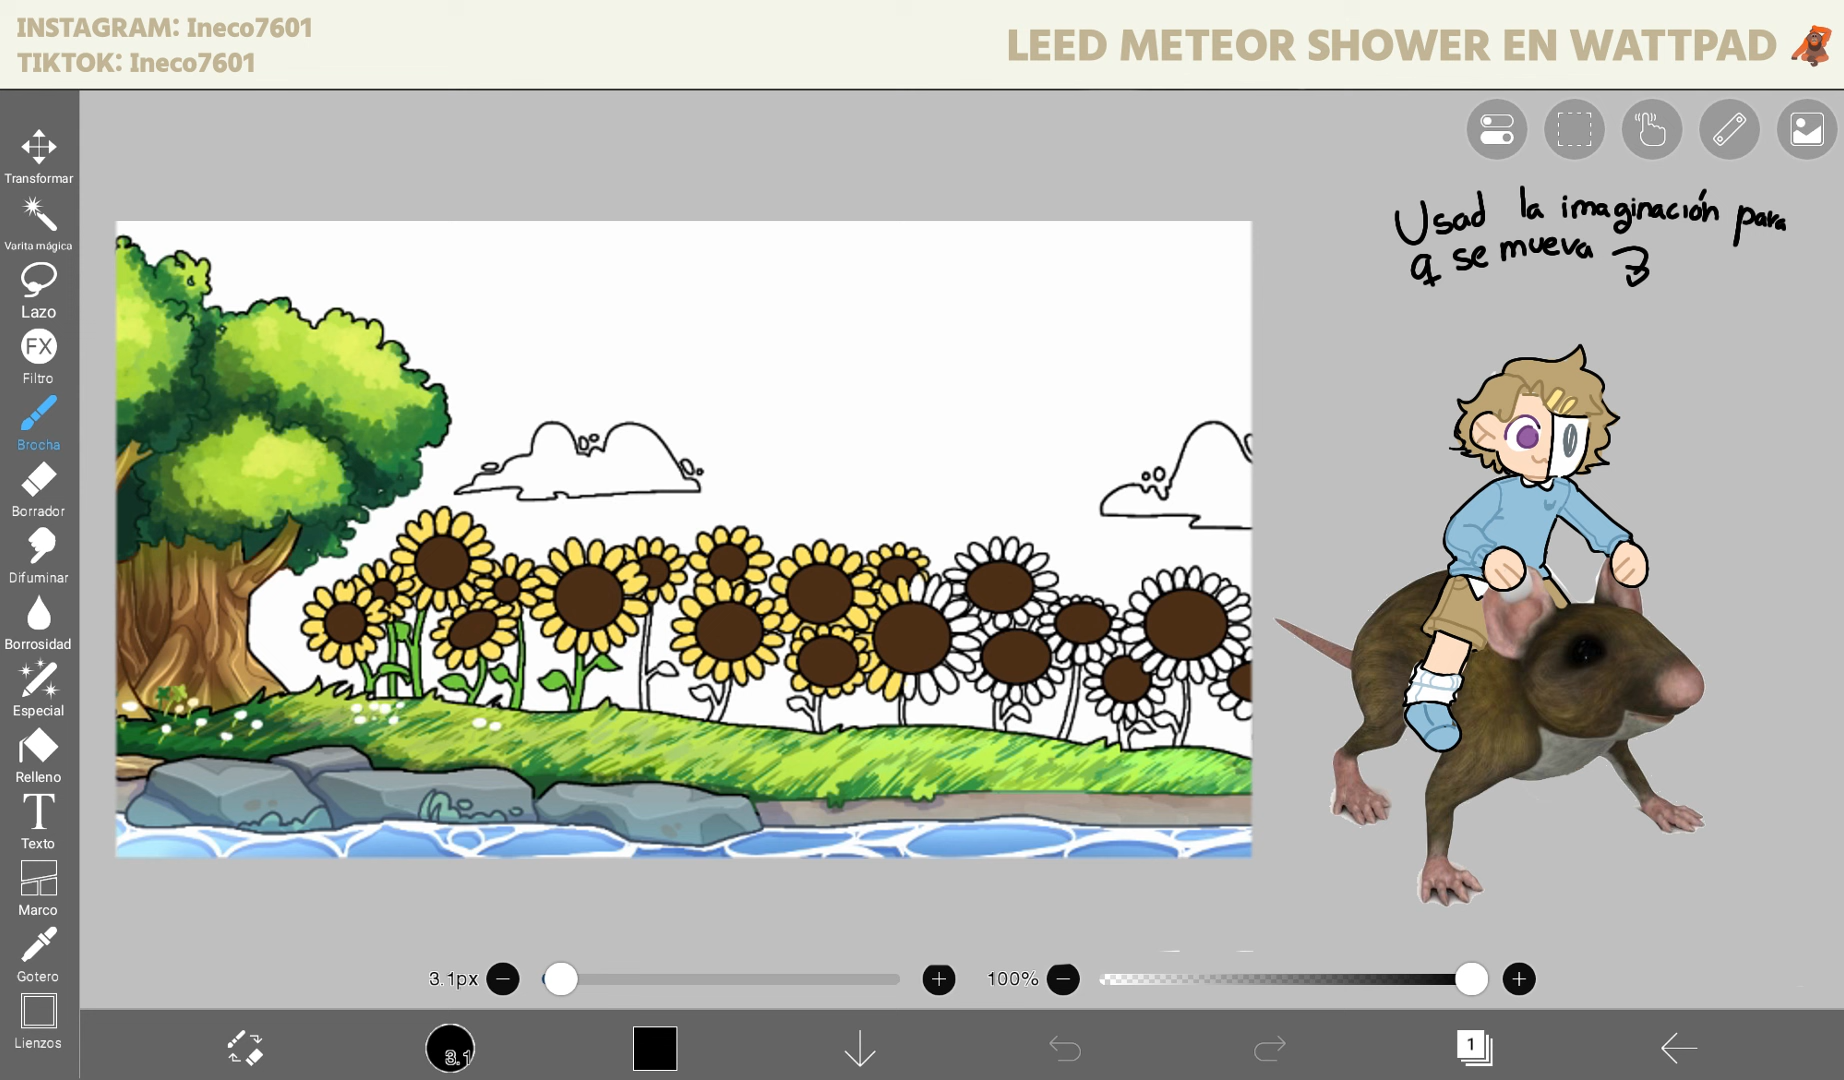 INSTAGRAM: Ineco7601
TIKTOK: Ineco7601
LEED METEOR SHOWER EN WATTPAD
Transformar
Varita mágica
Lazo
FX
Filtro
Brocha
Borrador
Difuminar
Borrosidad
Especial
Relleno
T
Texto
Marco
Gotero
Lienzos
Usad la imaginación para
q se mueva
3.1px
100%
3.1
1